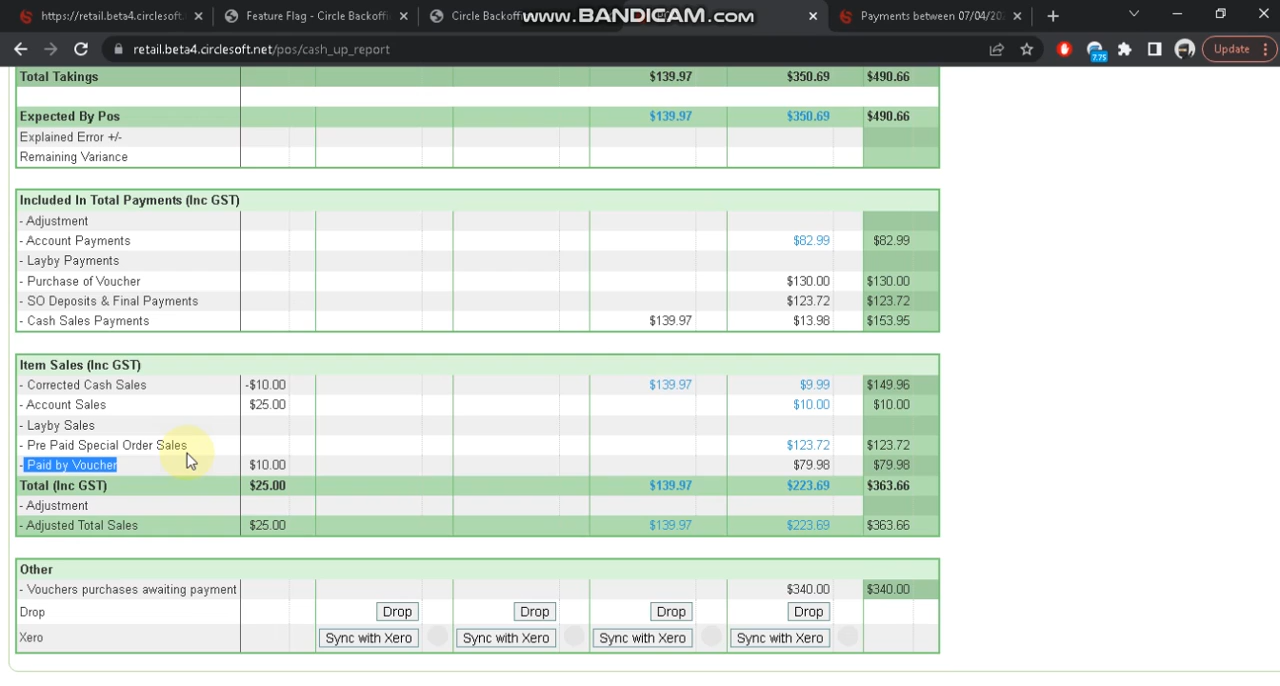 https://retail.beta4.circlesoft. Feature Flag - Circle Backoffi Circle Backoffi www.BANDICAM.com Payments between 07/04/202
retail.beta4.circlesoft.net/pos/cash_up_report 7.75 Update
Total Takings $139.97 $350.69 $490.66
Expected By Pos $139.97 $350.69 $490.66
Explained Error +/-
Remaining Variance
Included In Total Payments (Inc GST)
- Adjustment
- Account Payments $82.99 $82.99
- Layby Payments
- Purchase of Voucher $130.00 $130.00
- SO Deposits & Final Payments $123.72 $123.72
- Cash Sales Payments $139.97 $13.98 $153.95
Item Sales (Inc GST)
- Corrected Cash Sales -$10.00 $139.97 $9.99 $149.96
- Account Sales $25.00 $10.00 $10.00
- Layby Sales
- Pre Paid Special Order Sales $123.72 $123.72
- Paid by Voucher $10.00 $79.98 $79.98
Total (Inc GST) $25.00 $139.97 $223.69 $363.66
- Adjustment
- Adjusted Total Sales $25.00 $139.97 $223.69 $363.66
Other
- Vouchers purchases awaiting payment $340.00 $340.00
Drop Drop Drop Drop Drop
Xero Sync with Xero Sync with Xero Sync with Xero Sync with Xero